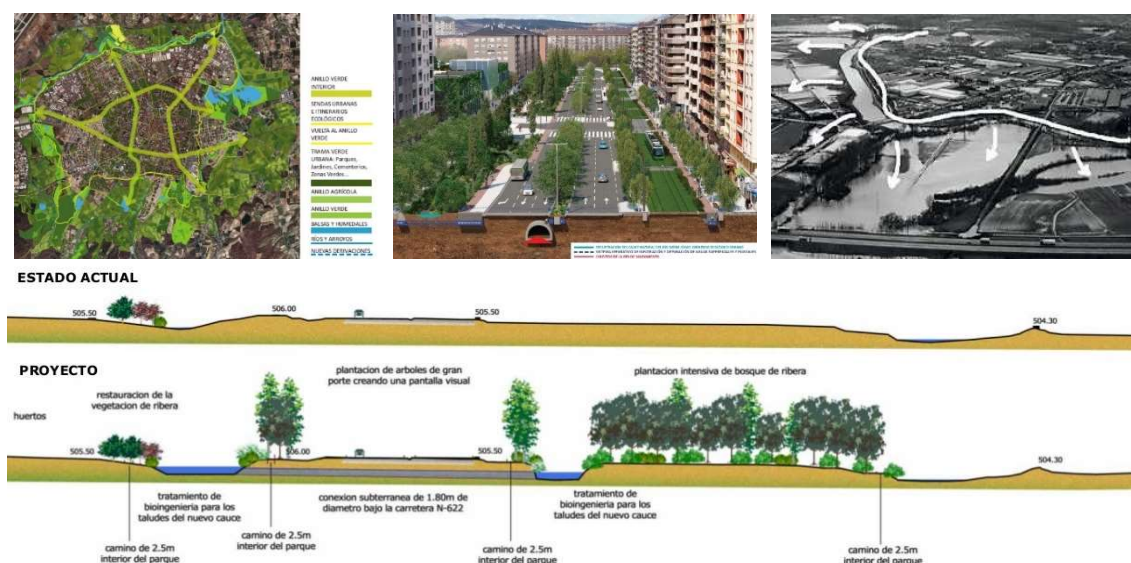 ANILLO VERDE
INTERIOR
SENDAS URBANAS
E ITINERARIOS
ECOLÓGICOS
VUELTA AL ANILLO
VERDE
TRAMA VERDE
URBANA: Parques,
Jardines, Cementerios,
Zonas Verdes...
ANILLO AGRÍCOLA
ANILLO VERDE
BALSAS Y HUMEDALES
RÍOS Y ARROYOS
NUEVAS DERIVACIONES
ESTADO ACTUAL
505.50
506.00
505.50
504.30
PROYECTO
huertos
restauracion de la
vegetacion de ribera
plantacion de arboles de gran
porte creando una pantalla visual
plantacion intensiva de bosque de ribera
505.50
506.00
505.50
504.30
tratamiento de
bioingenieria para los
taludes del nuevo cauce
conexion subterranea de 1.80m de
diametro bajo la carretera N-622
tratamiento de
bioingenieria para los
taludes del nuevo cauce
camino de 2.5m
interior del parque
camino de 2.5m
interior del parque
camino de 2.5m
interior del parque
camino de 2.5m
interior del parque